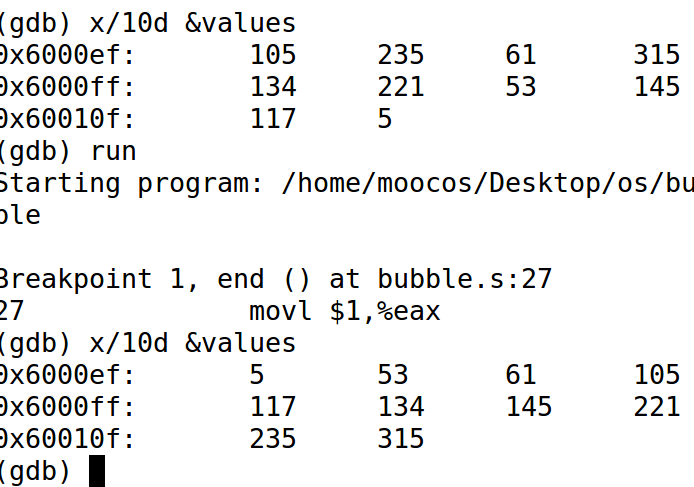 (gdb) x/10d &values
0x6000ef: 105 235 61 315
0x6000ff: 134 221 53 145
0x60010f: 117 5
(gdb) run
Starting program: /home/moocos/Desktop/os/bu
ble
Breakpoint 1, end () at bubble.s:27
27 movl $1,%eax
(gdb) x/10d &values
0x6000ef: 5 53 61 105
0x6000ff: 117 134 145 221
0x60010f: 235 315
(gdb)